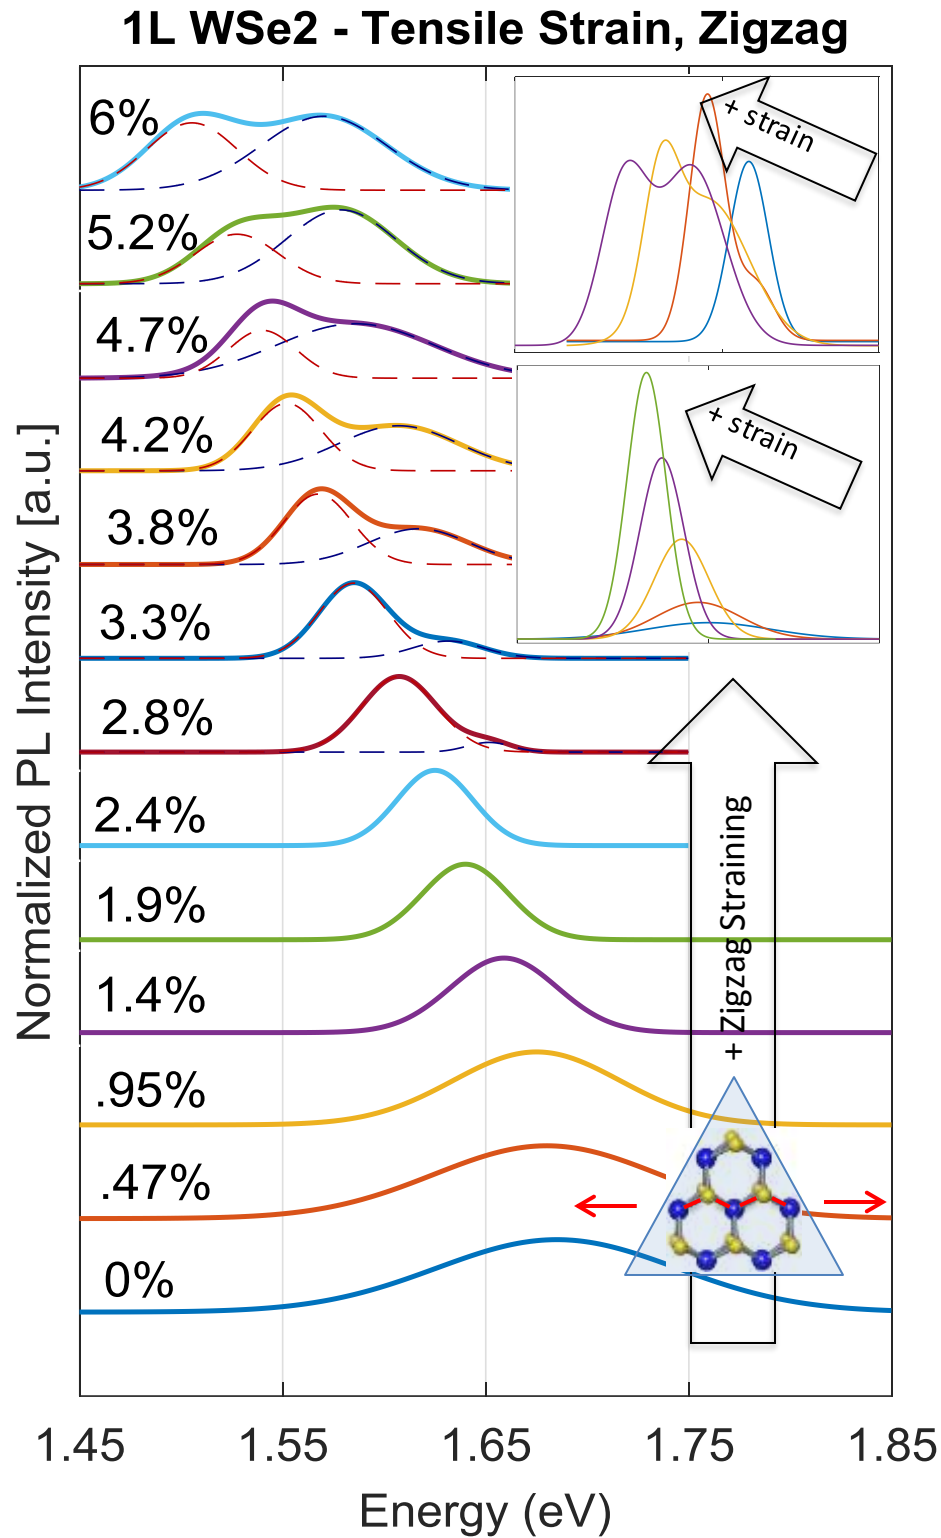 1L WSe2 - Tensile Strain, Zigzag
6%
+ strain
5.2%
4.7%
+ strain
4.2%
3.8%
3.3%
2.8%
2.4%
1.9%
1.4%
.95%
.47%
0%
+ Zigzag Straining
Normalized PL Intensity [a.u.]
1.45 1.55 1.65 1.75 1.85
Energy (eV)